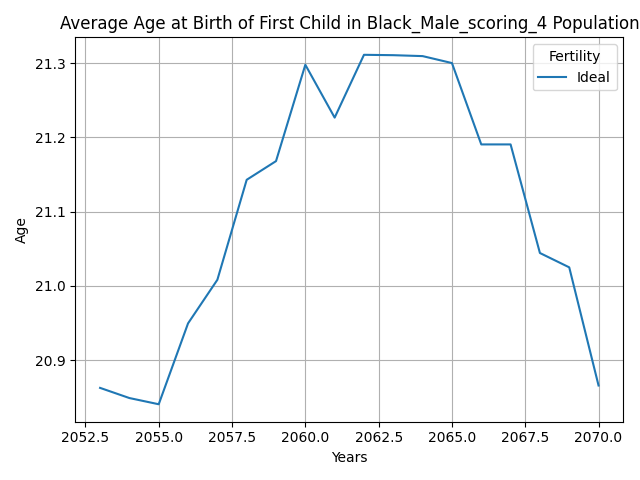 Average Age at Birth of First Child in Black_Male_scoring_4 Population
Fertility
Ideal
21.3
21.2
21.1
21.0
20.9
Age
2052.5 2055.0 2057.5 2060.0 2062.5 2065.0 2067.5 2070.0
Years